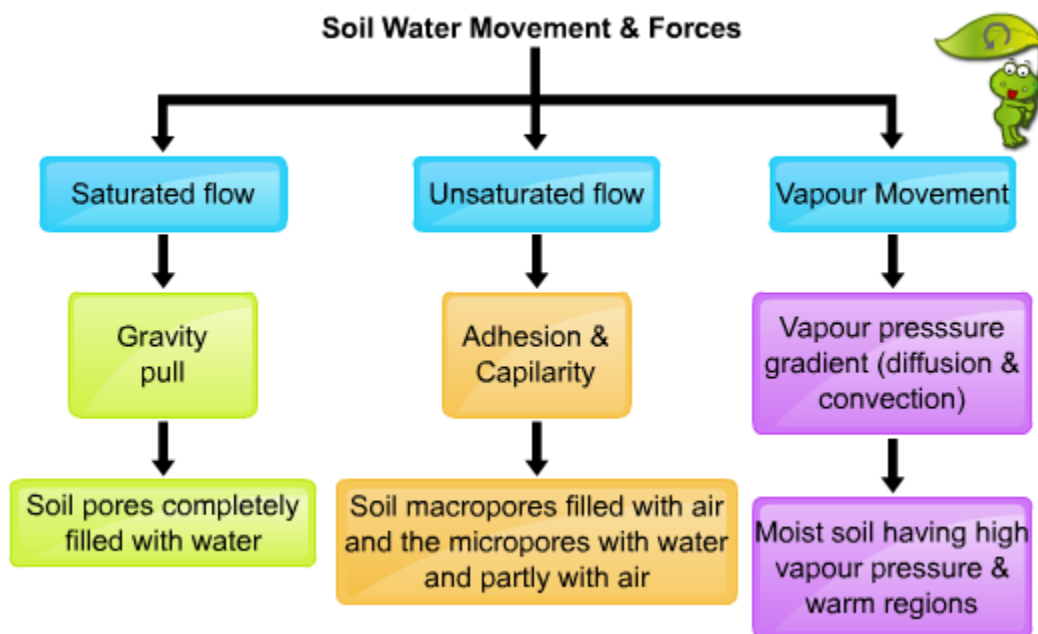 Soil Water Movement & Forces
Saturated flow
Unsaturated flow
Vapour Movement
Gravity
pull
Adhesion &
Capilarity
Vapour presssure
gradient (diffusion &
convection)
Soil pores completely
filled with water
Soil macropores filled with air
and the micropores with water
and partly with air
Moist soil having high
vapour pressure &
warm regions